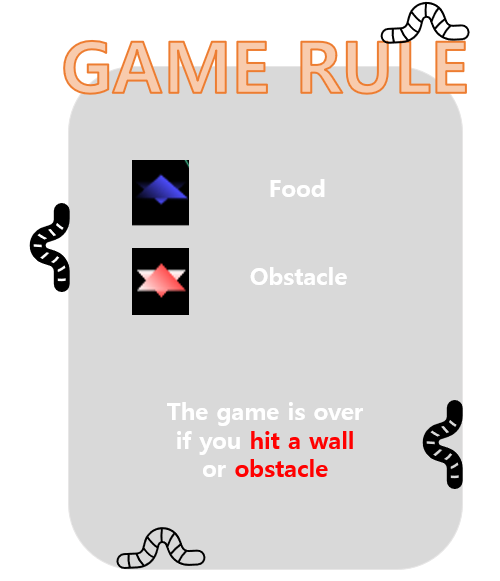 GAME RULE
Food
Obstacle
The game is over
if you hit a wall
or obstacle